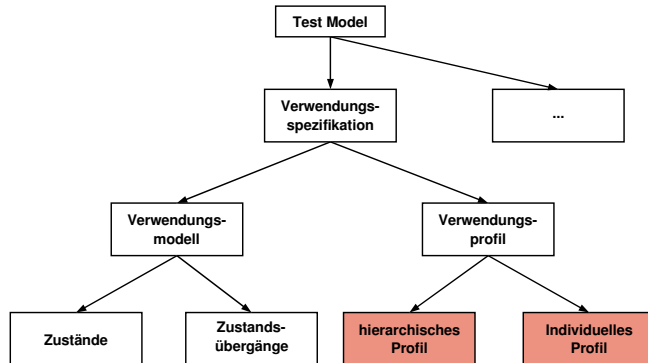 Test Model
Verwendungs-
spezifikation
...
Verwendungs-
modell
Verwendungs-
profil
Zustände
Zustands-
übergänge
hierarchisches
Profil
Individuelles
Profil